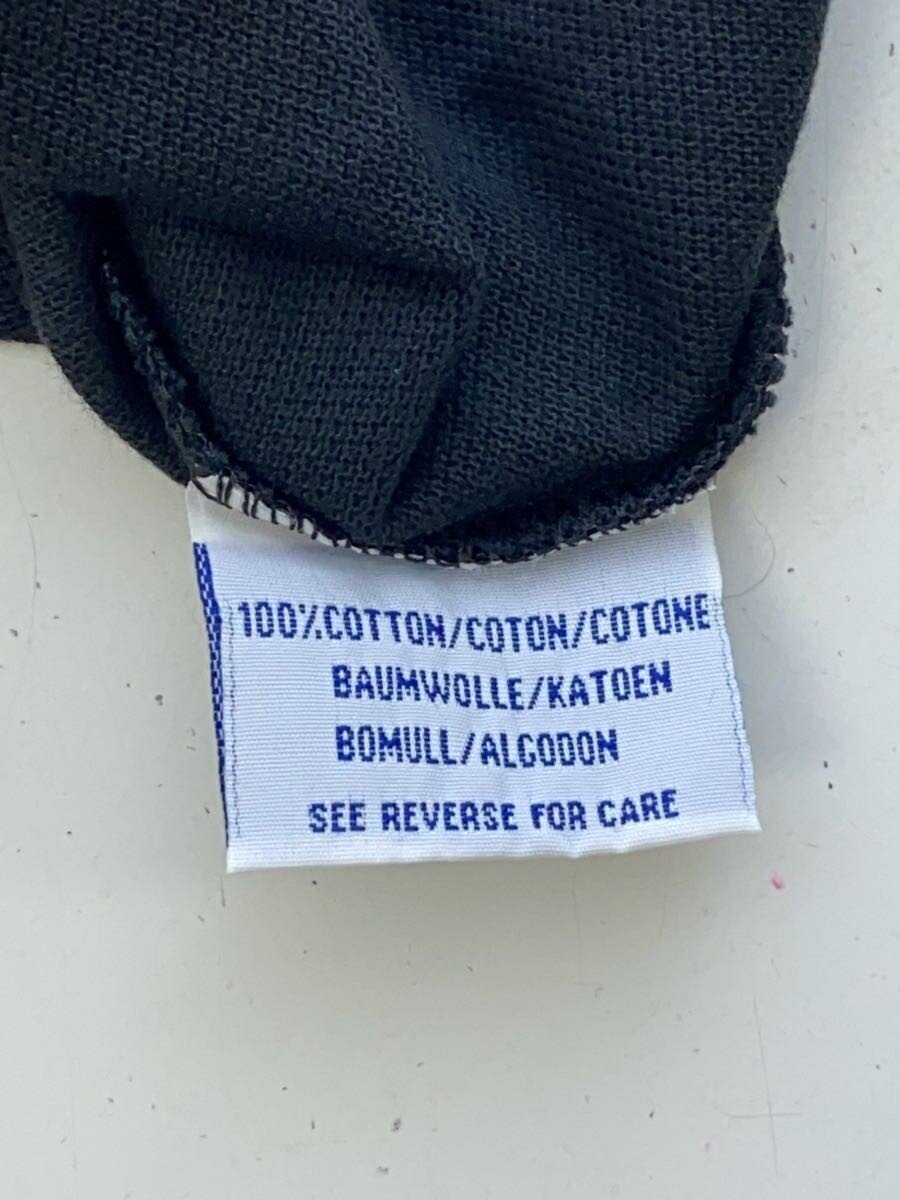 100%COTTON/COTON/COTONE
BAUMWOLLE/KATOEN
BOMULL/ALGODON
SEE REVERSE FOR CARE